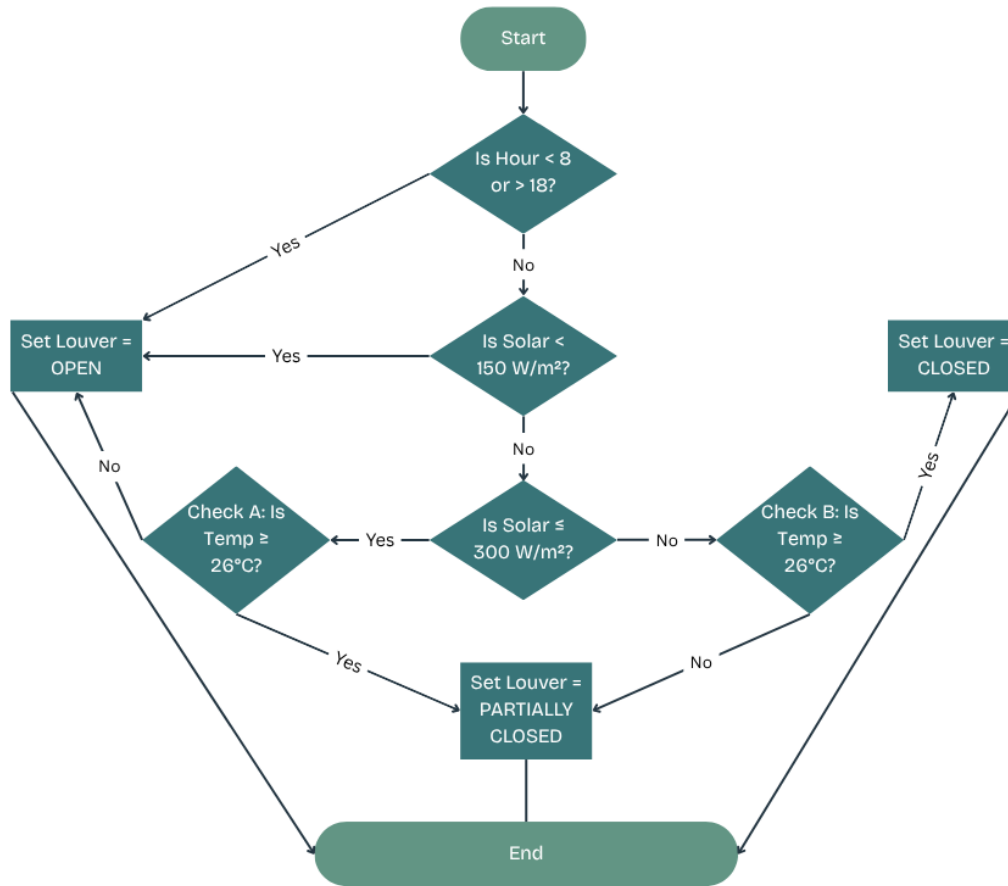 Start
Is Hour < 8
or > 18?
Yes
No
Set Louver =
OPEN
Yes
Is Solar <
150 W/m²?
Set Louver =
CLOSED
No
No
Yes
Check A: Is
Temp ≥
26°C?
Yes
Is Solar ≤
300 W/m²?
No
Check B: Is
Temp ≥
26°C?
Yes
No
Set Louver =
PARTIALLY
CLOSED
End